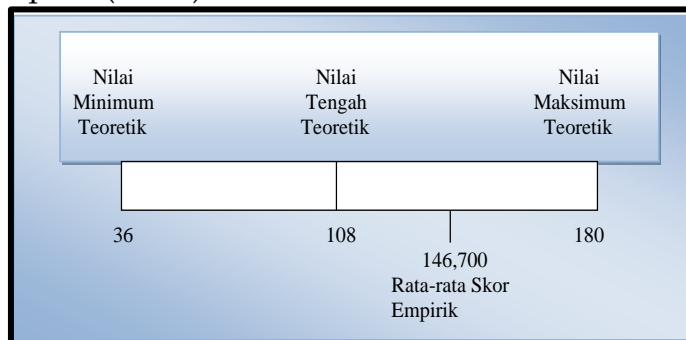 Nilai
Minimum
Teoretik
Nilai
Tengah
Teoretik
Nilai
Maksimum
Teoretik
36
108
180
146,700
Rata-rata Skor
Empirik